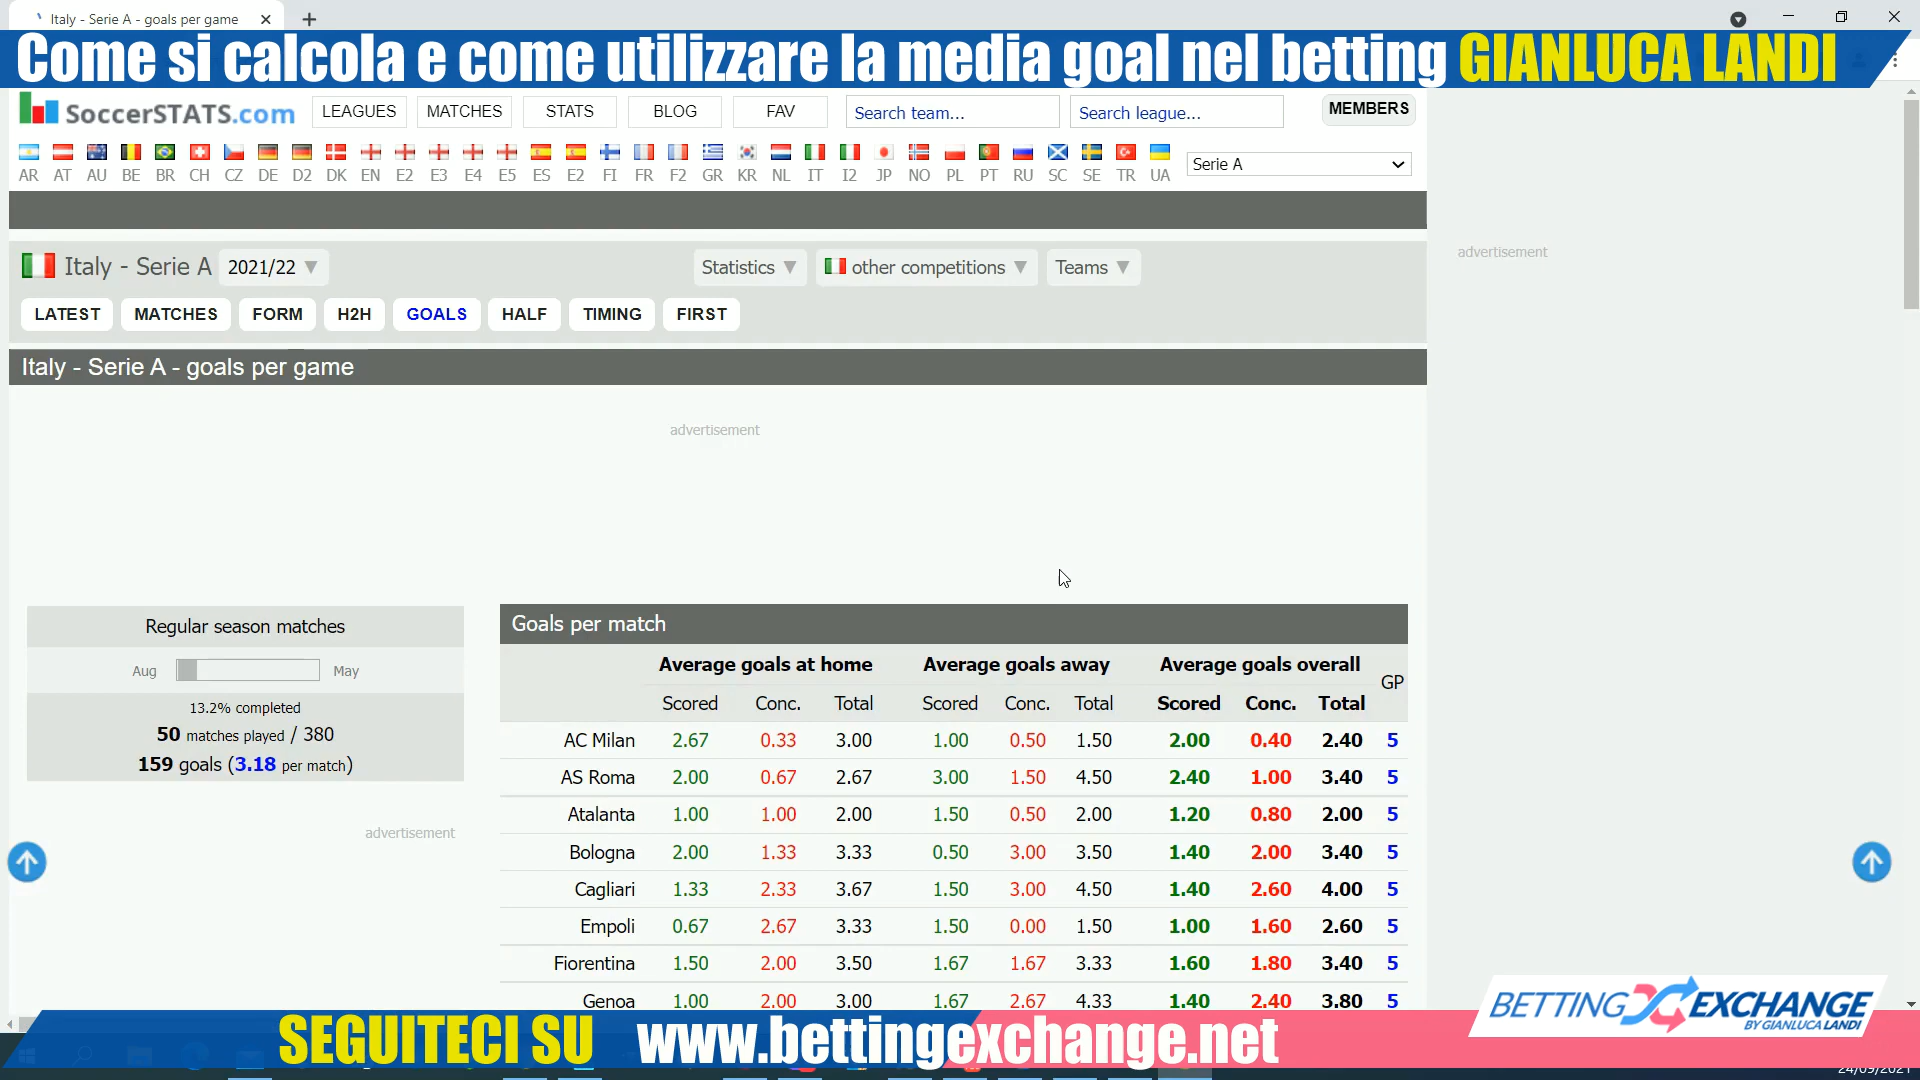 Italy - Serie A - goals per game
Come si calcola e come utilizzare la media goal nel betting GIANLUCA LANDI
SoccerSTATS.com LEAGUES MATCHES STATS BLOG FAV Search team... Search league... MEMBERS
AR AT AU BE BR CH CZ DE D2 DK EN E2 E3 E4 E5 ES E2 FI FR F2 GR KR NL IT I2 JP NO PL PT RU SC SE TR UA Serie A
Italy - Serie A 2021/22 Statistics other competitions Teams
advertisement
LATEST MATCHES FORM H2H GOALS HALF TIMING FIRST
Italy - Serie A - goals per game
advertisement
Regular season matches
Aug May
13.2% completed
50 matches played / 380
159 goals (3.18 per match)
advertisement
Goals per match
Average goals at home Average goals away Average goals overall GP
Scored Conc. Total Scored Conc. Total Scored Conc. Total
AC Milan 2.67 0.33 3.00 1.00 0.50 1.50 2.00 0.40 2.40 5
AS Roma 2.00 0.67 2.67 3.00 1.50 4.50 2.40 1.00 3.40 5
Atalanta 1.00 1.00 2.00 1.50 0.50 2.00 1.20 0.80 2.00 5
Bologna 2.00 1.33 3.33 0.50 3.00 3.50 1.40 2.00 3.40 5
Cagliari 1.33 2.33 3.67 1.50 3.00 4.50 1.40 2.60 4.00 5
Empoli 0.67 2.67 3.33 1.50 0.00 1.50 1.00 1.60 2.60 5
Fiorentina 1.50 2.00 3.50 1.67 1.67 3.33 1.60 1.80 3.40 5
Genoa 1.00 2.00 3.00 1.67 2.67 4.33 1.40 2.40 3.80 5
BETTING EXCHANGE
BY GIANLUCA LANDI
SEGUITECI SU www.bettingexchange.net
24/09/2021